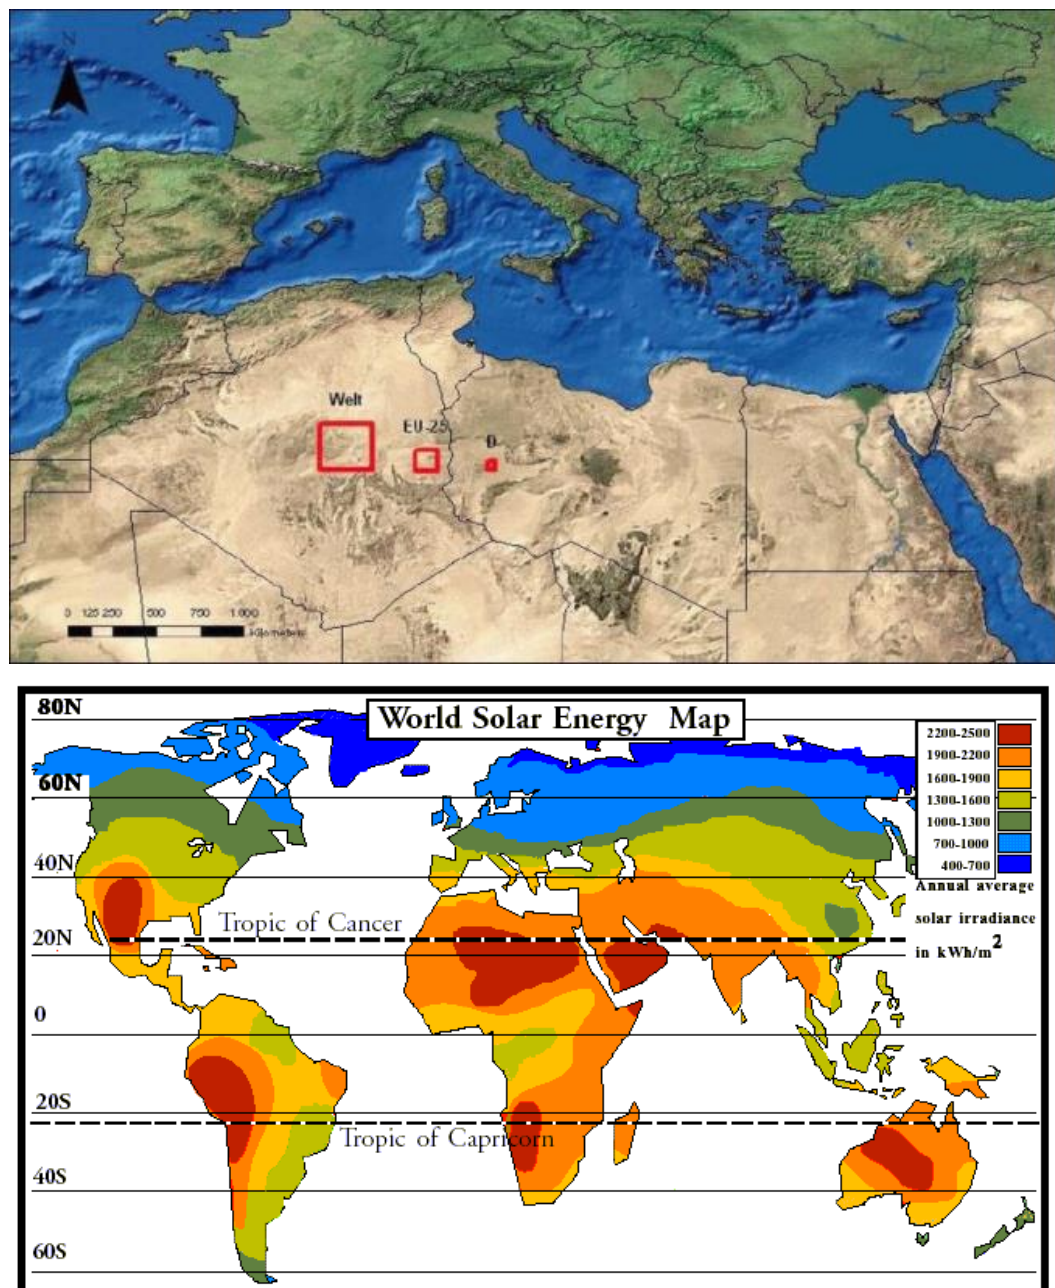 N
Welt
EU-25
D
0 125 250 500 750 1 000
Kilometers
World Solar Energy Map
80N
60N
40N
20N
0
20S
40S
60S
Tropic of Cancer
Tropic of Capricorn
2200-2500
1900-2200
1600-1900
1300-1600
1000-1300
700-1000
400-700
Annual average
solar irradiance
in kWh/m²